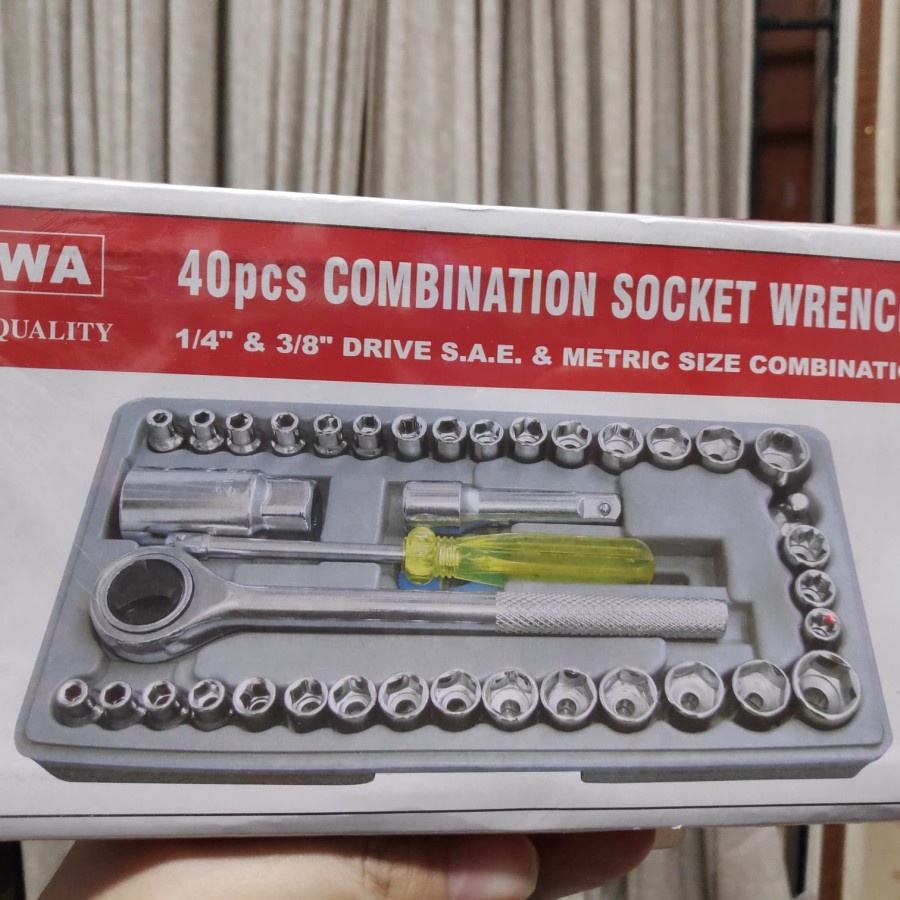 WA
QUALITY
40pcs COMBINATION SOCKET WRENC
1/4" & 3/8" DRIVE S.A.E. & METRIC SIZE COMBINATI